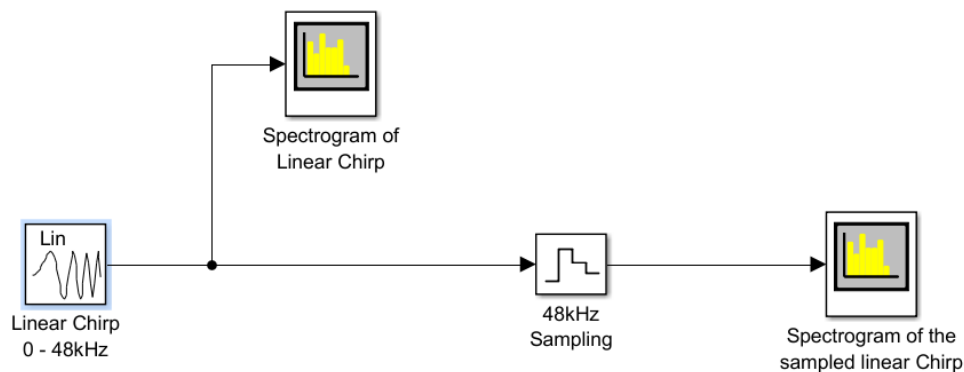 Spectrogram of
Linear Chirp
Lin
Linear Chirp
0 - 48kHz
48kHz
Sampling
Spectrogram of the
sampled linear Chirp